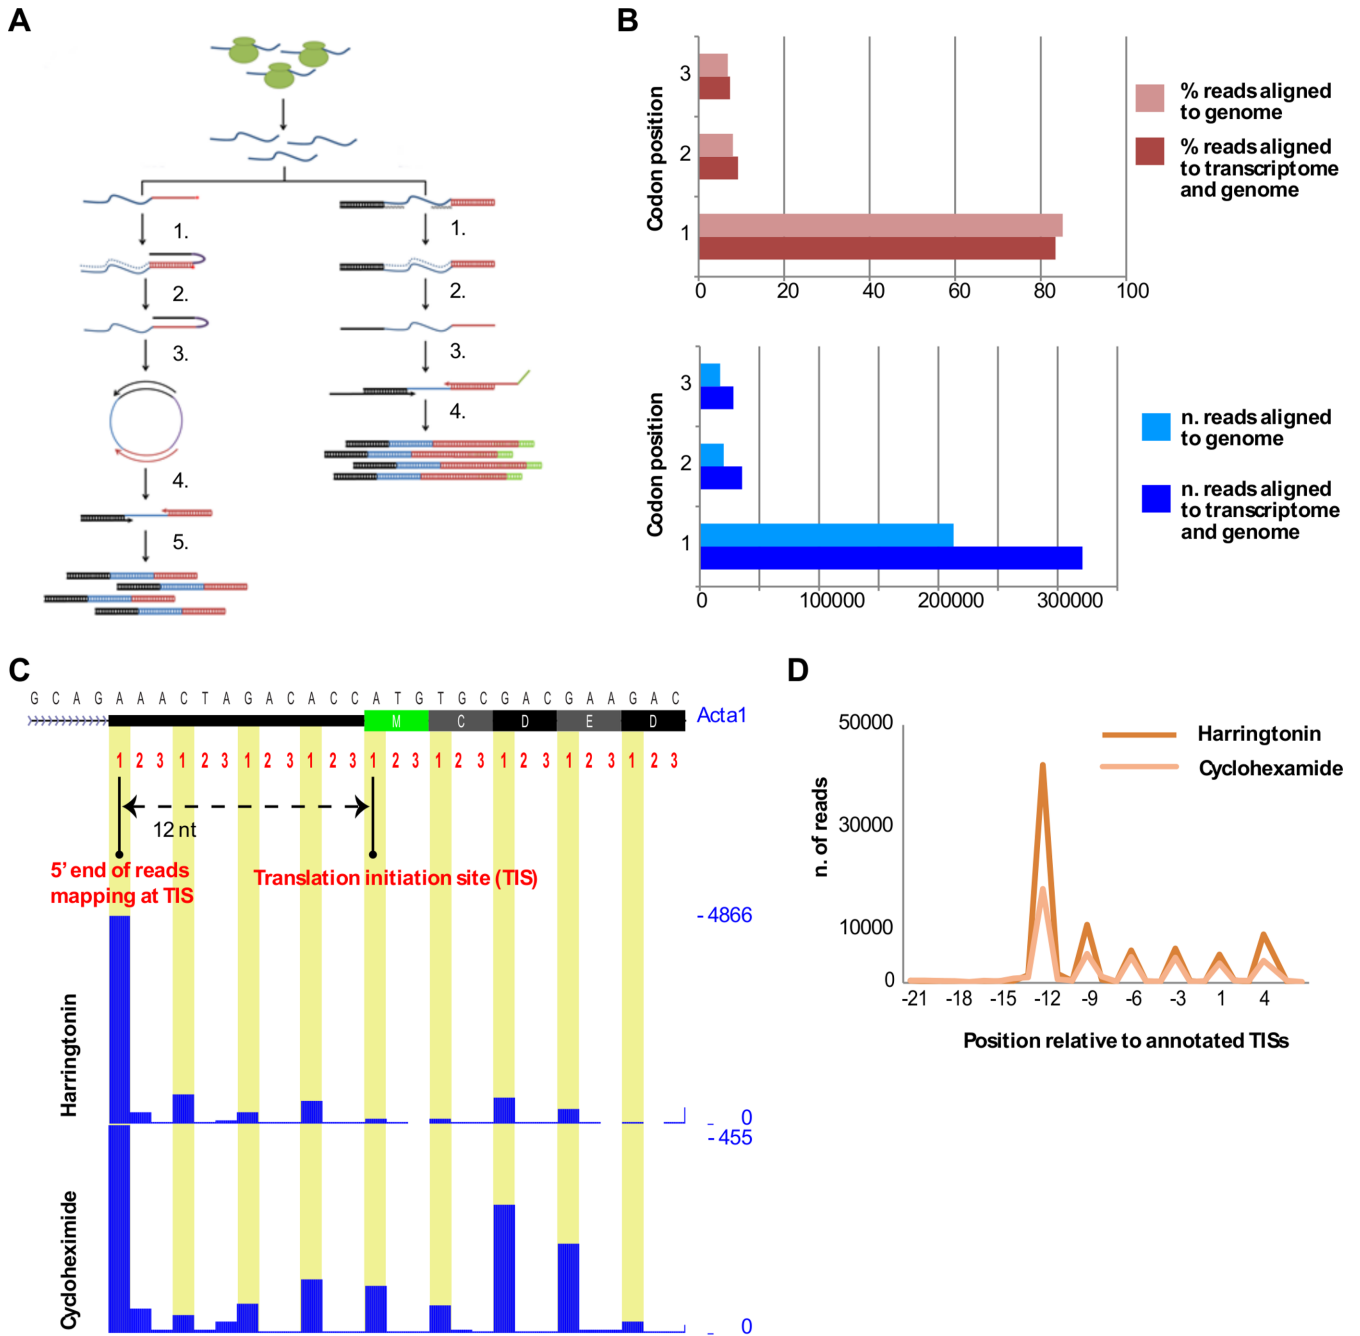 A
1.
2.
3.
4.
5.
1.
2.
3.
4.
B
Codon position
3
2
1
0 20 40 60 80 100
% reads aligned
to genome
% reads aligned
to transcriptome
and genome
Codon position
3
2
1
0 100000 200000 300000
n. reads aligned
to genome
n. reads aligned
to transcriptome
and genome
C
G C A G A A A C T A G A C A C C A T G T G C G A C G A A G A C
M C D E D
Acta1
1 2 3 1 2 3 1 2 3 1 2 3 1 2 3 1 2 3 1 2 3 1 2 3 1 2 3
12 nt
5' end of reads
mapping at TIS
Translation initiation site (TIS)
- 4866
Harringtonin
_ 0
- 455
Cycloheximide
_ 0
D
n. of reads
50000
30000
10000
0
-21 -18 -15 -12 -9 -6 -3 1 4
Position relative to annotated TISs
Harringtonin
Cyclohexamide